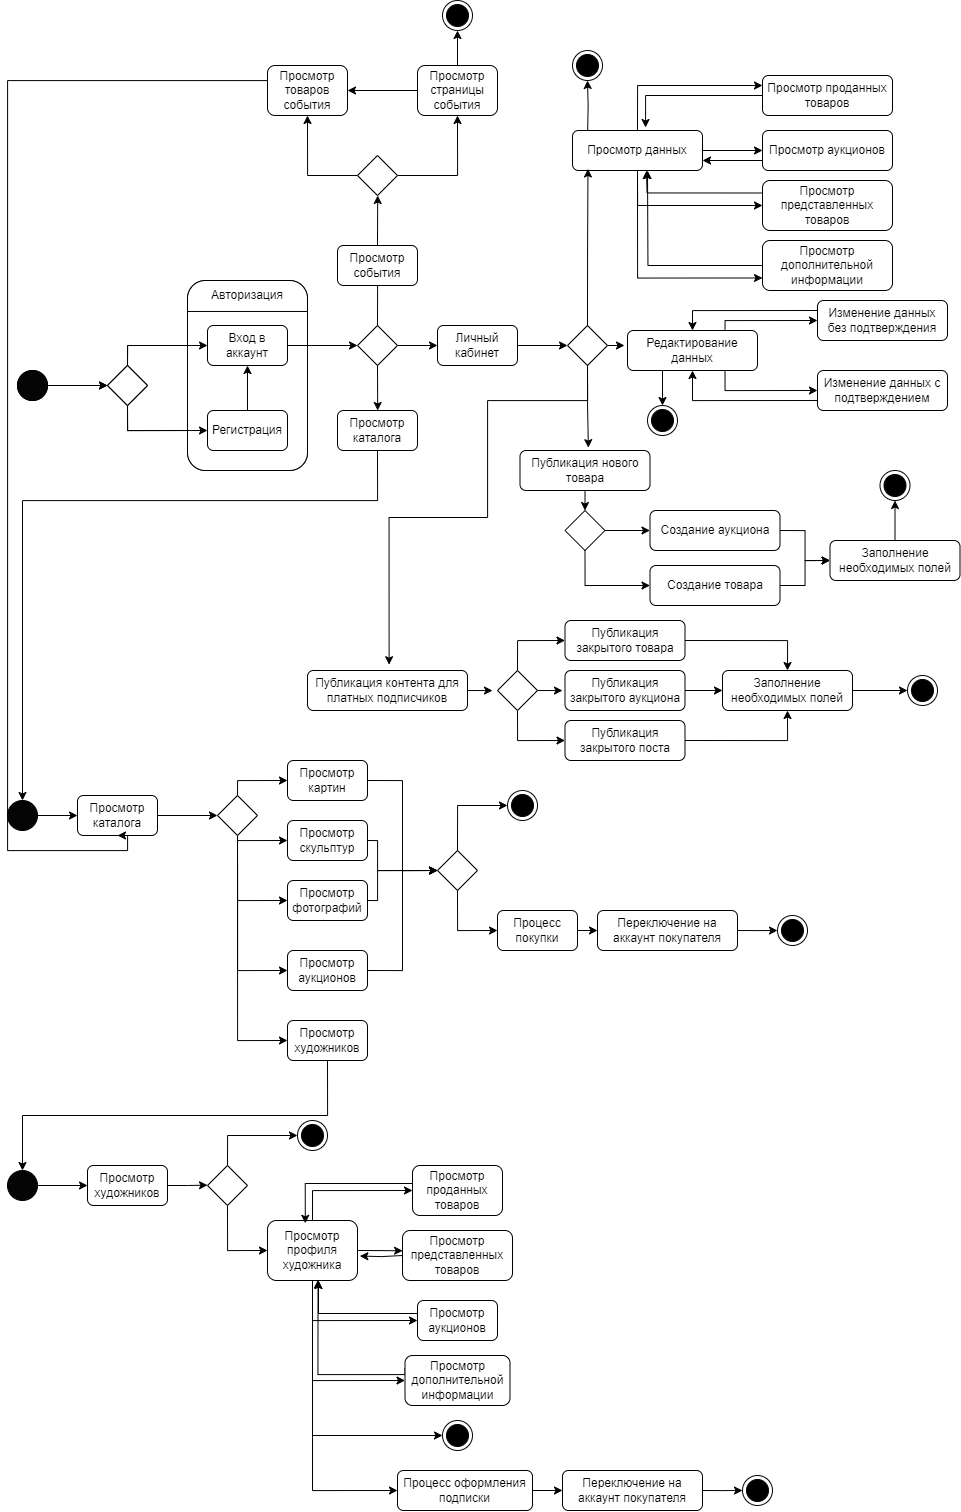 Просмотр
товаров
события
Просмотр
страницы
события
Просмотр проданных
товаров
Просмотр данных
Просмотр аукционов
Просмотр
представленных
товаров
Просмотр
события
Просмотр
дополнительной
информации
Авторизация
Вход в
аккаунт
Личный
кабинет
Изменение данных
без подтверждения
Редактирование
данных
Изменение данных с
подтверждением
Регистрация
Просмотр
каталога
Публикация нового
товара
Создание аукциона
Заполнение
необходимых полей
Создание товара
Публикация
закрытого товара
Публикация контента для
платных подписчиков
Публикация
закрытого аукциона
Заполнение
необходимых полей
Публикация
закрытого поста
Просмотр
картин
Просмотр
каталога
Просмотр
скульптур
Просмотр
фотографий
Процесс
покупки
Переключение на
аккаунт покупателя
Просмотр
аукционов
Просмотр
художников
Просмотр
художников
Просмотр
проданных
товаров
Просмотр
профиля
художника
Просмотр
представленных
товаров
Просмотр
аукционов
Просмотр
дополнительной
информации
Процесс оформления
подписки
Переключение на
аккаунт покупателя